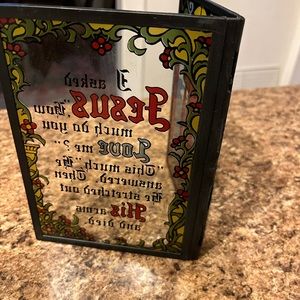 I asked
Jesus "How
much do you
Love me?"
"This much" He
answered. Then
He stretched out
His arms
and died.